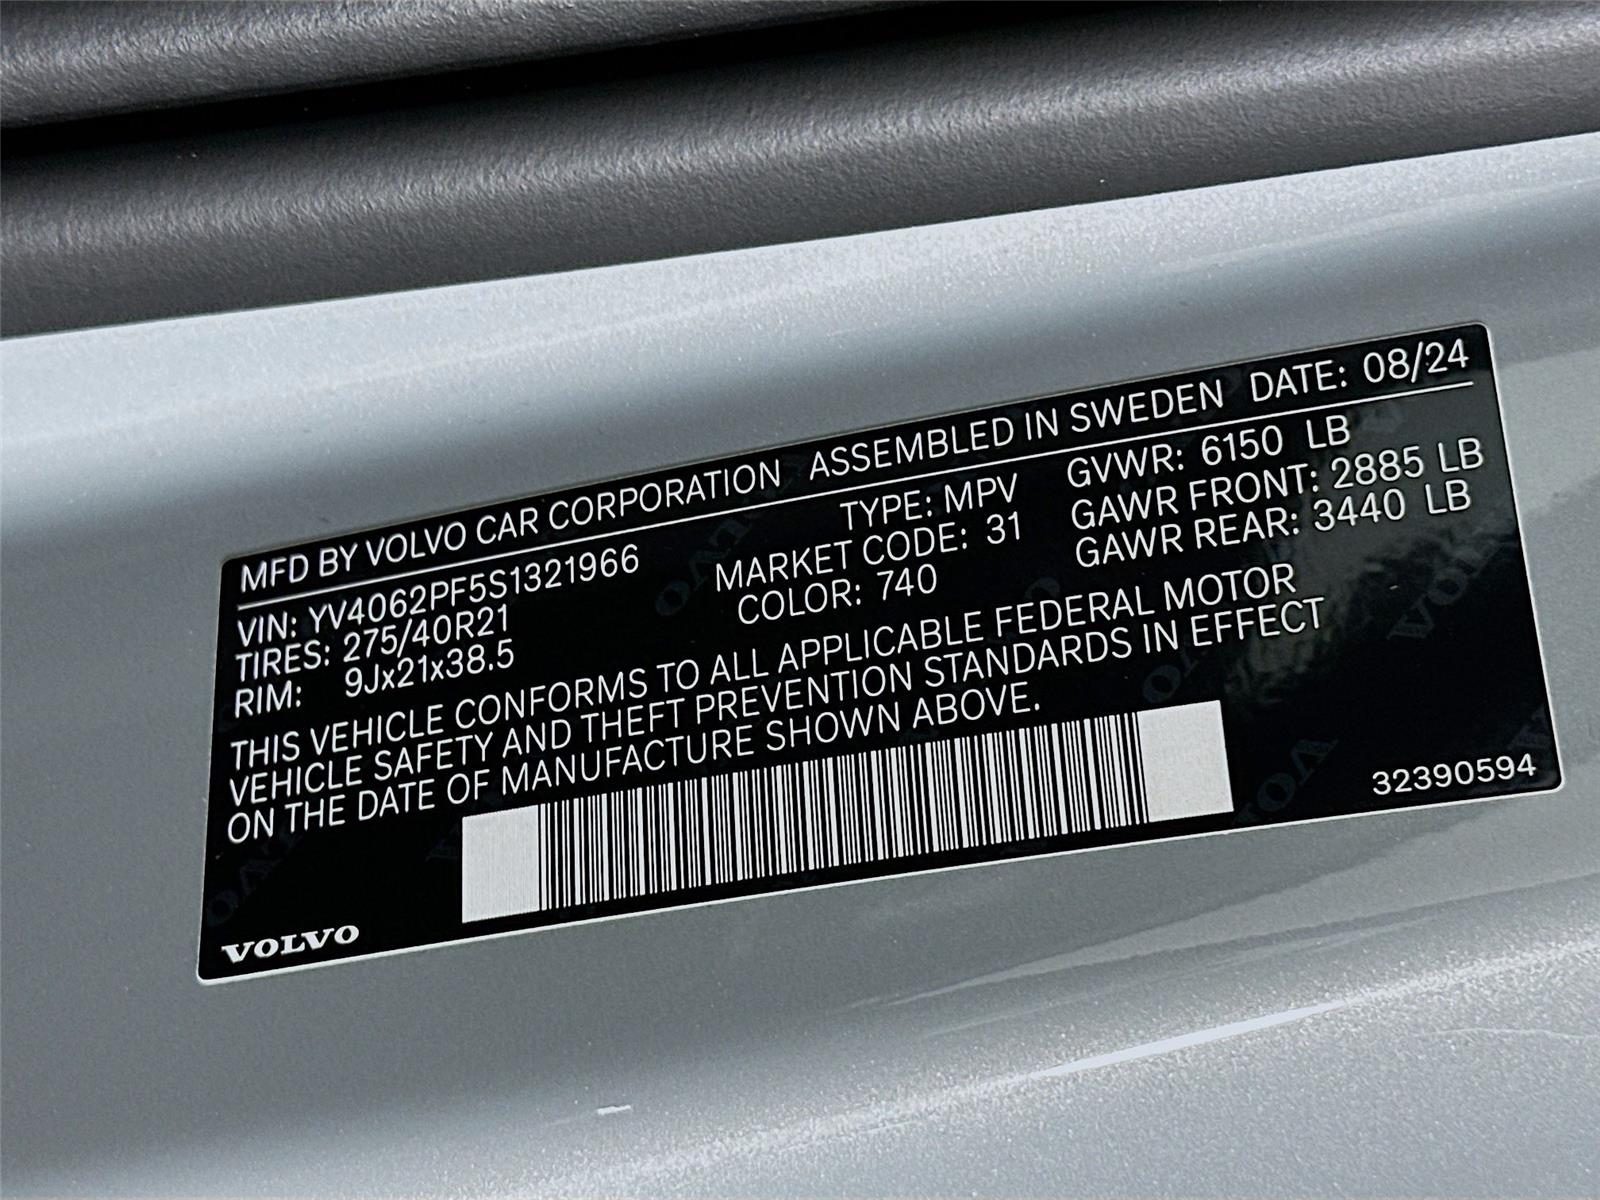 MFD BY VOLVO CAR CORPORATION ASSEMBLED IN SWEDEN DATE: 08/24
VIN: YV4062PF5S1321966 TYPE: MPV GVWR: 6150 LB
TIRES: 275/40R21 MARKET CODE: 31 GAWR FRONT: 2885 LB
RIM: 9Jx21x38.5 COLOR: 740 GAWR REAR: 3440 LB
THIS VEHICLE CONFORMS TO ALL APPLICABLE FEDERAL MOTOR
VEHICLE SAFETY AND THEFT PREVENTION STANDARDS IN EFFECT
ON THE DATE OF MANUFACTURE SHOWN ABOVE.
32390594
VOLVO